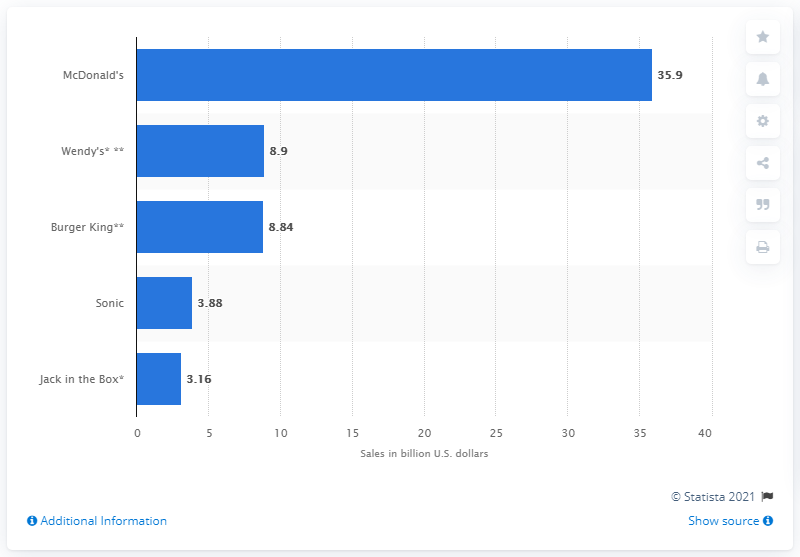 McDonald's 35.9
Wendy's* ** 8.9
Burger King** 8.84
Sonic 3.88
Jack in the Box* 3.16
0 5 10 15 20 25 30 35 40
Sales in billion U.S. dollars
© Statista 2021
Additional Information
Show source